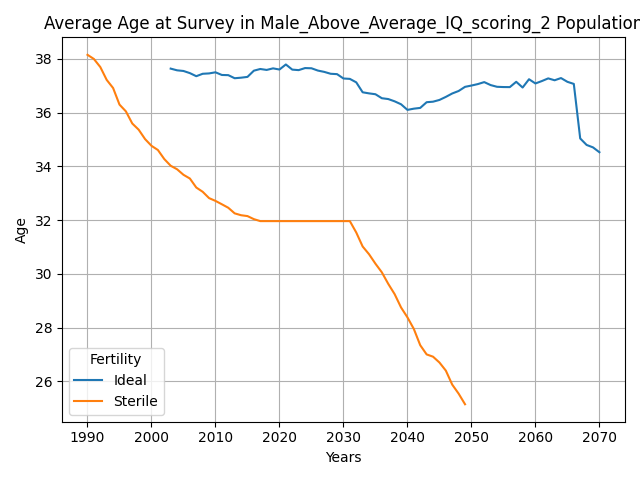 Average Age at Survey in Male_Above_Average_IQ_scoring_2 Population
38
36
34
32
30
28
26
Age
Fertility
Ideal
Sterile
1990 2000 2010 2020 2030 2040 2050 2060 2070
Years